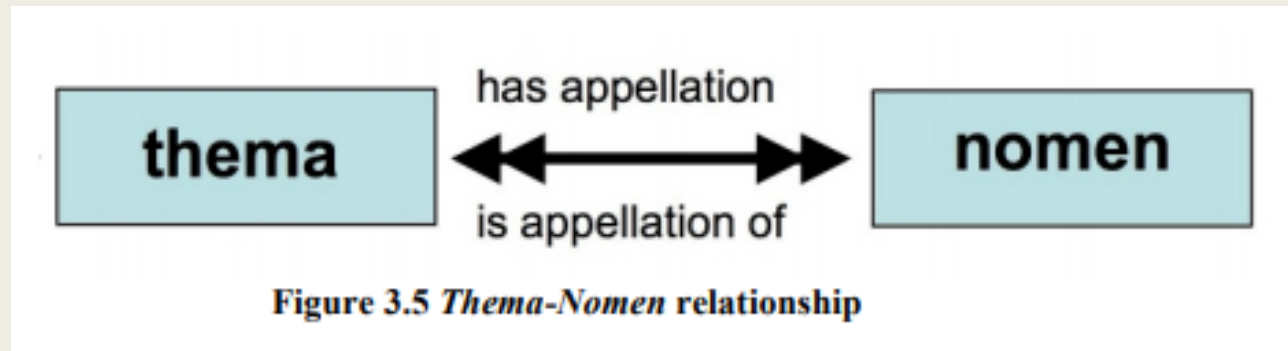 has appellation
thema
nomen
is appellation of
Figure 3.5 Thema-Nomen relationship